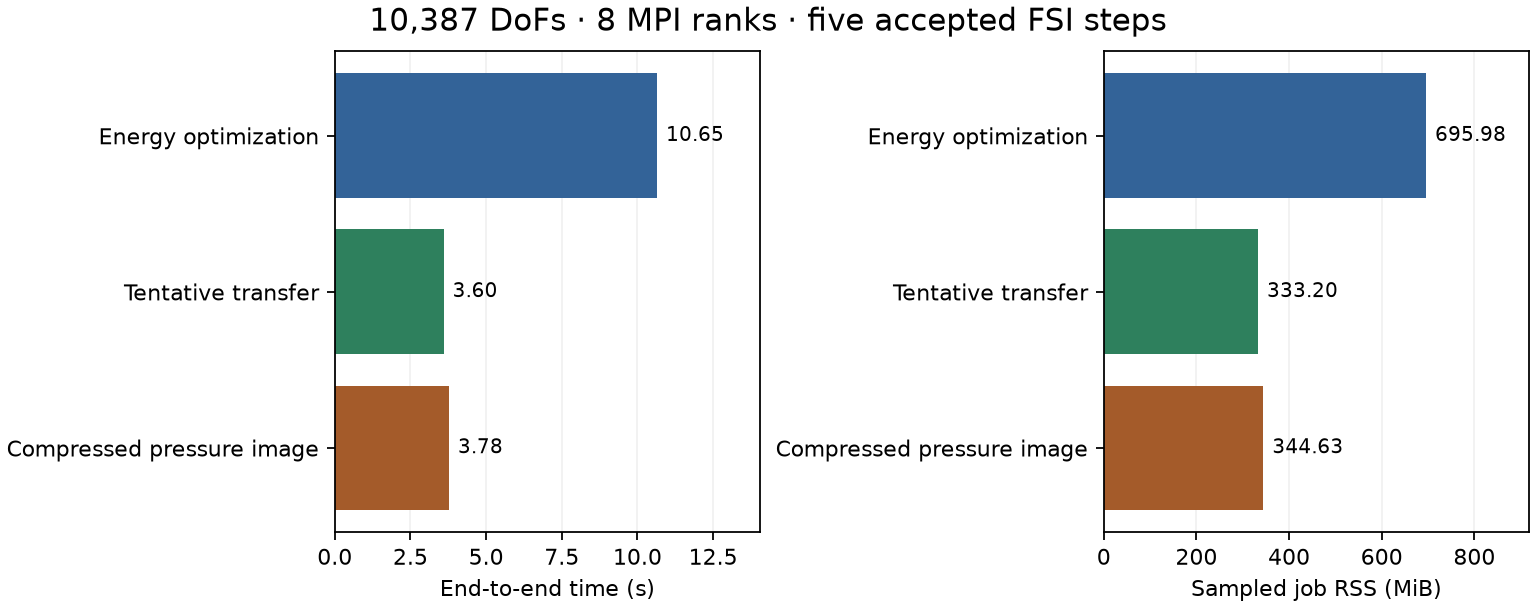 10,387 DoFs · 8 MPI ranks · five accepted FSI steps
Energy optimization
10.65
Tentative transfer
3.60
Compressed pressure image
3.78
0.0 2.5 5.0 7.5 10.0 12.5
End-to-end time (s)
Energy optimization
695.98
Tentative transfer
333.20
Compressed pressure image
344.63
0 200 400 600 800
Sampled job RSS (MiB)